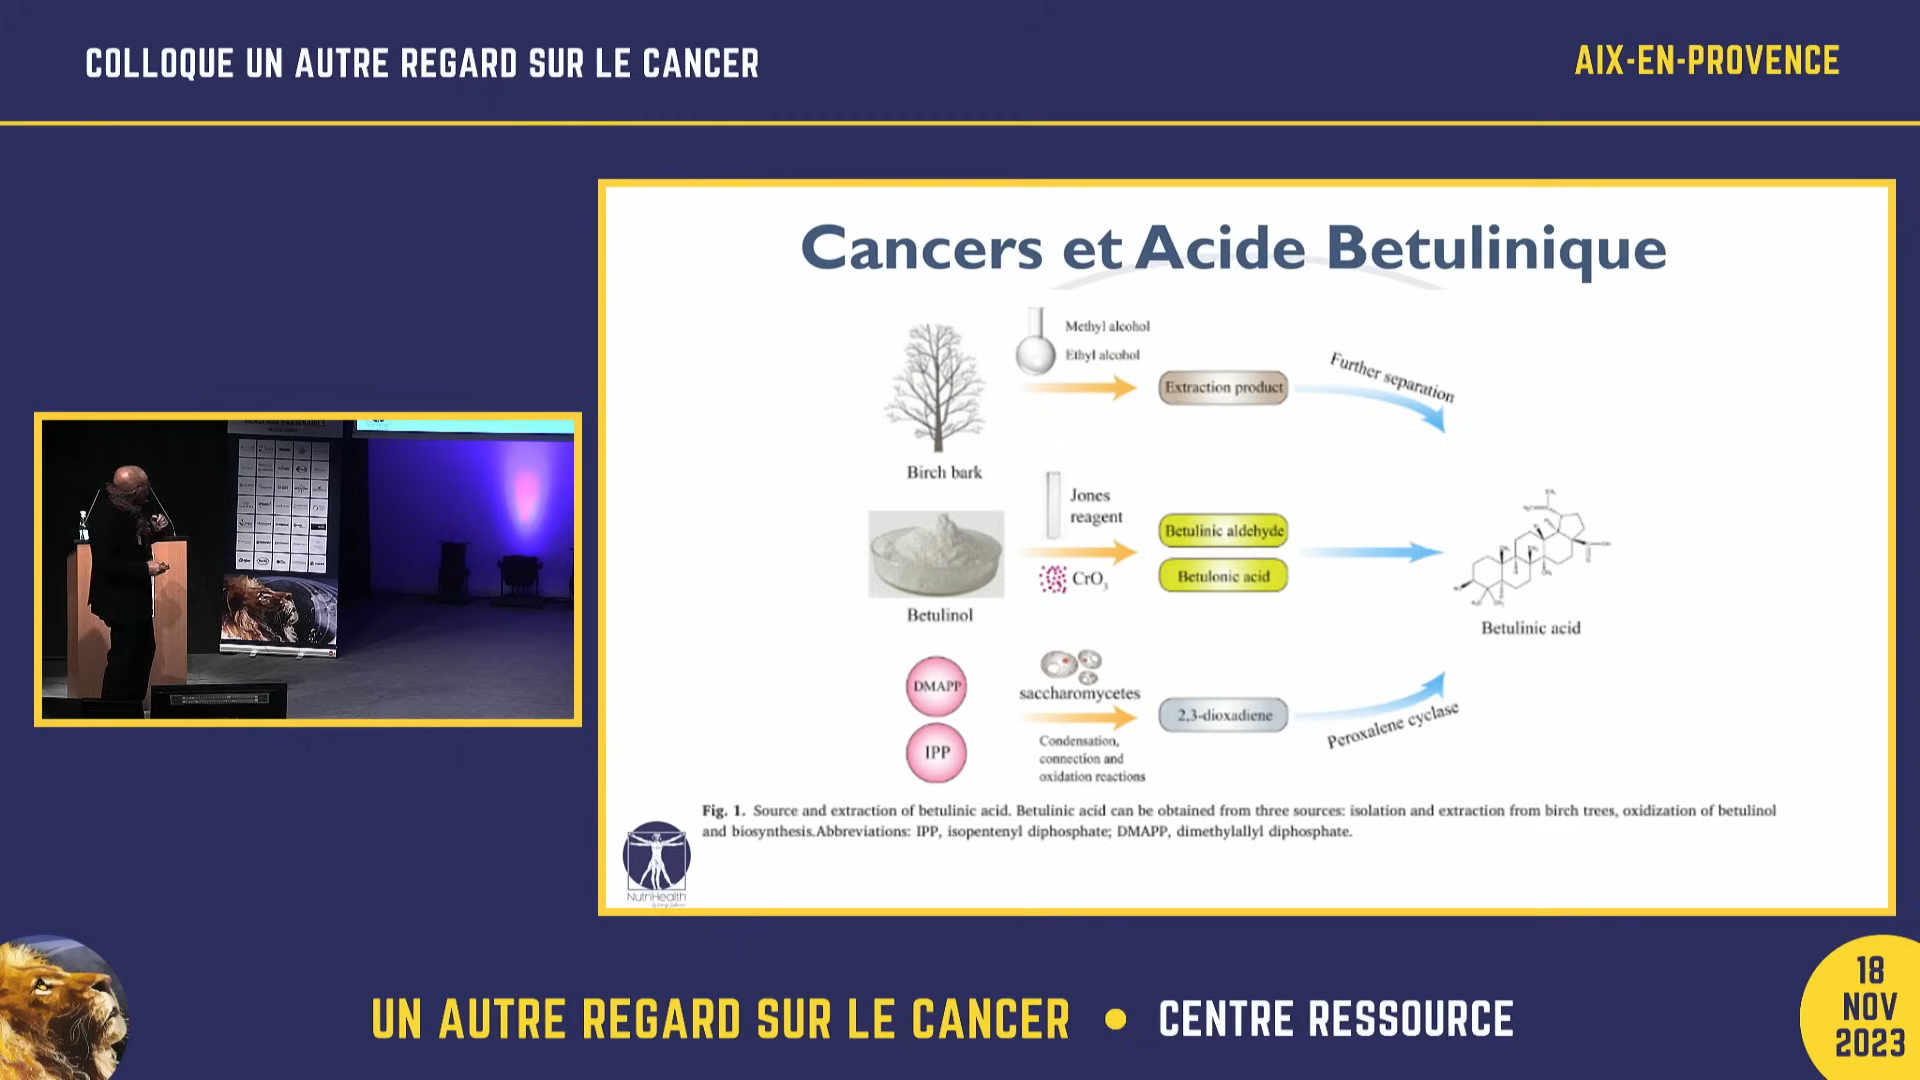 COLLOQUE UN AUTRE REGARD SUR LE CANCER
AIX-EN-PROVENCE
Cancers et Acide Betulinique
Methyl alcohol
Ethyl alcohol
Extraction product
Further separation
Birch bark
Jones
reagent
CrO3
Betulinic aldehyde
Betulonic acid
Betulinol
Betulinic acid
DMAPP
IPP
saccharomycetes
Condensation,
connection and
oxidation reactions
2,3-dioxadiene
Peroxalene cyclase
Fig. 1. Source and extraction of betulinic acid. Betulinic acid can be obtained from three sources: isolation and extraction from birch trees, oxidization of betulinol
and biosynthesis.Abbreviations: IPP, isopentenyl diphosphate; DMAPP, dimethylallyl diphosphate.
NutriHealth
UN AUTRE REGARD SUR LE CANCER • CENTRE RESSOURCE
18
NOV
2023